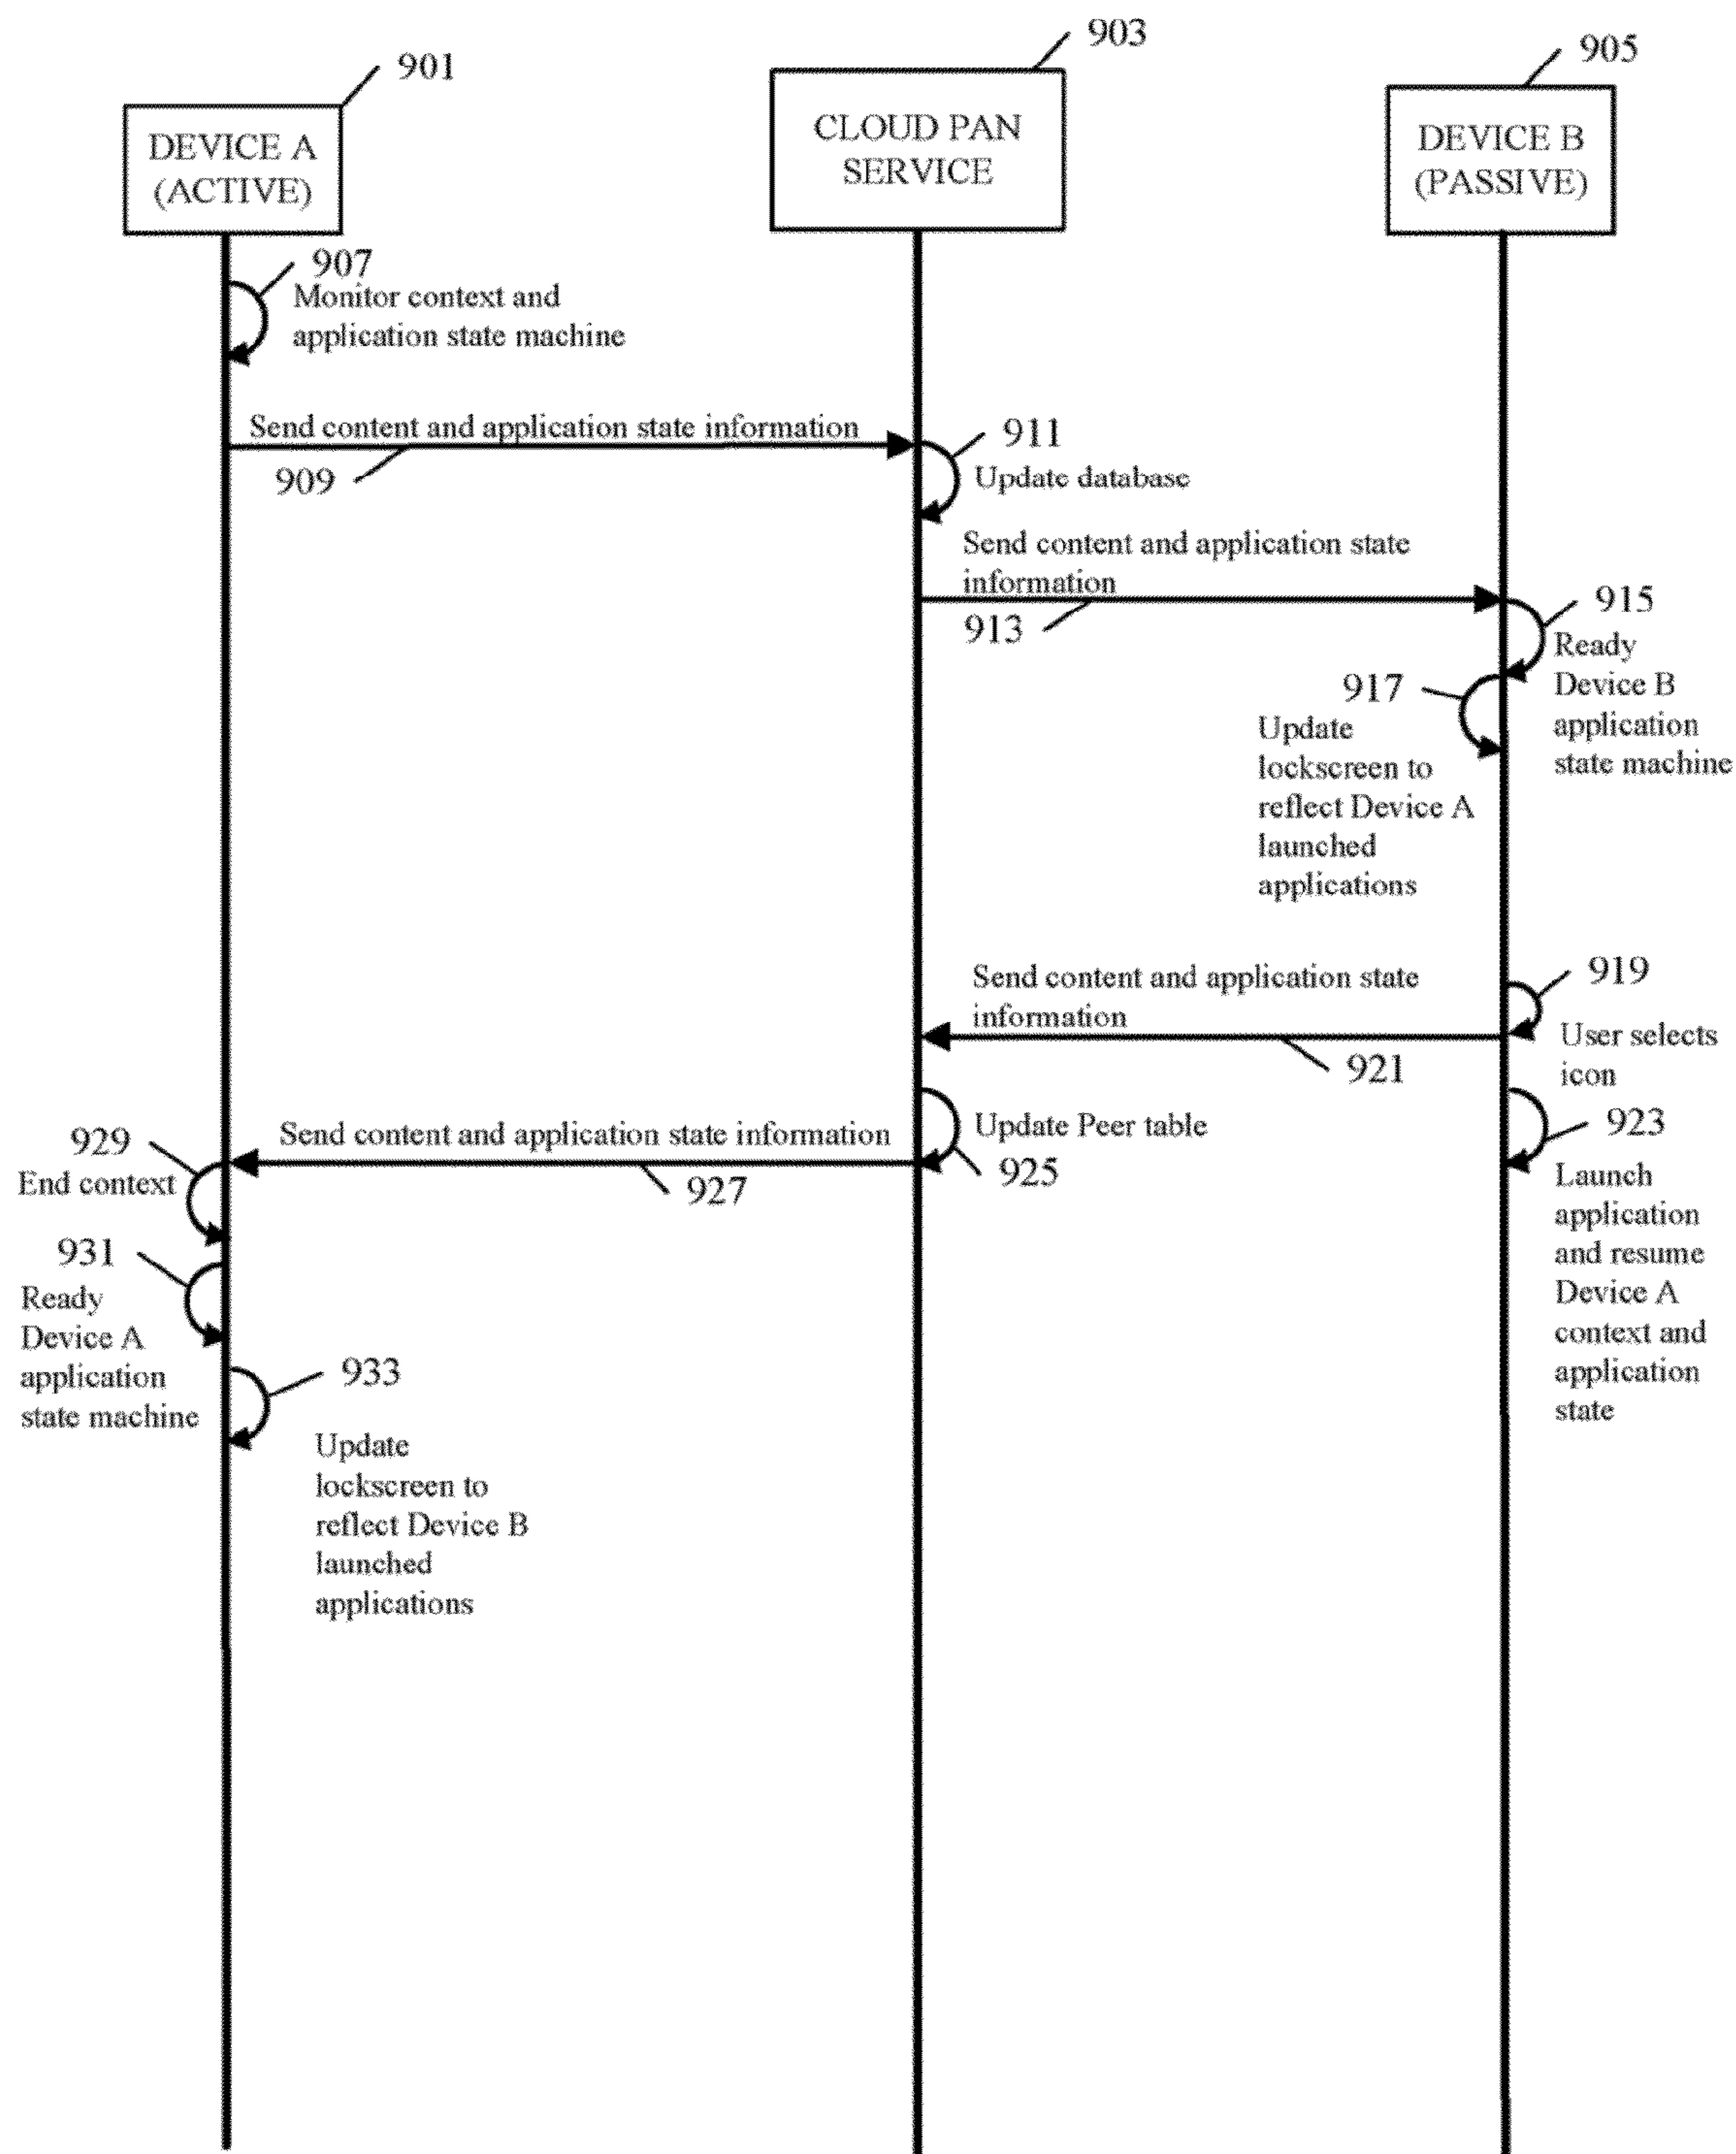 903
901
905
DEVICE A
(ACTIVE)
CLOUD PAN
SERVICE
DEVICE B
(PASSIVE)
907
Monitor context and
application state machine
Send content and application state information
909
911
Update database
Send content and application state
information
913
915
Ready
Device B
application
state machine
917
Update
lockscreen to
reflect Device A
launched
applications
919
User selects
icon
Send content and application state
information
921
923
Launch
application
and resume
Device A
context and
application
state
Update Peer table
925
Send content and application state information
927
929
End context
931
Ready
Device A
application
state machine
933
Update
lockscreen to
reflect Device B
launched
applications